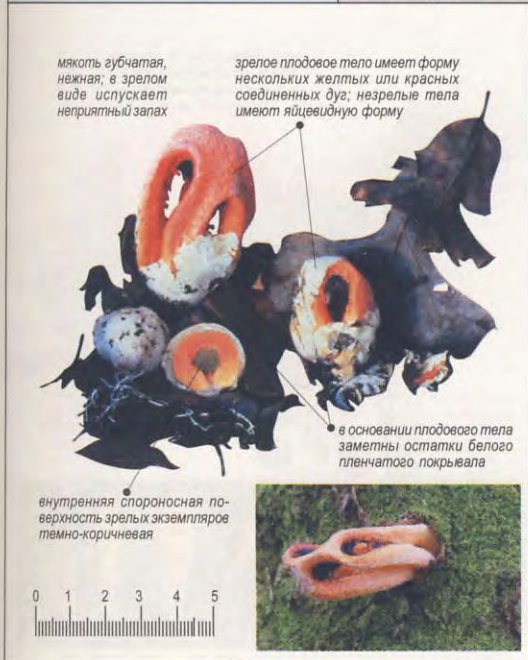 мякоть губчатая,
нежная; в зрелом
виде испускает
неприятный запах
зрелое плодовое тело имеет форму
нескольких желтых или красных
соединенных дуг; незрелые тела
имеют яйцевидную форму
в основании плодового тела
заметны остатки белого
пленчатого покрывала
внутренняя спороносная по-
верхность зрелых экземпляров
темно-коричневая
0 1 2 3 4 5